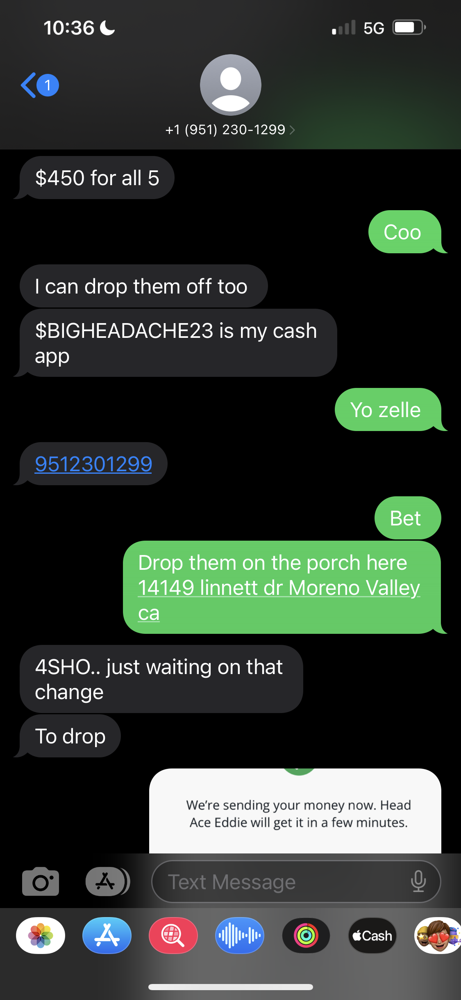 10:36
5G
1
+1 (951) 230-1299
$450 for all 5
Coo
I can drop them off too
$BIGHEADACHE23 is my cash
app
Yo zelle
9512301299
Bet
Drop them on the porch here
14149 linnett dr Moreno Valley
ca
4SHO.. just waiting on that
change
To drop
We're sending your money now. Head
Ace Eddie will get it in a few minutes.
Text Message
Cash